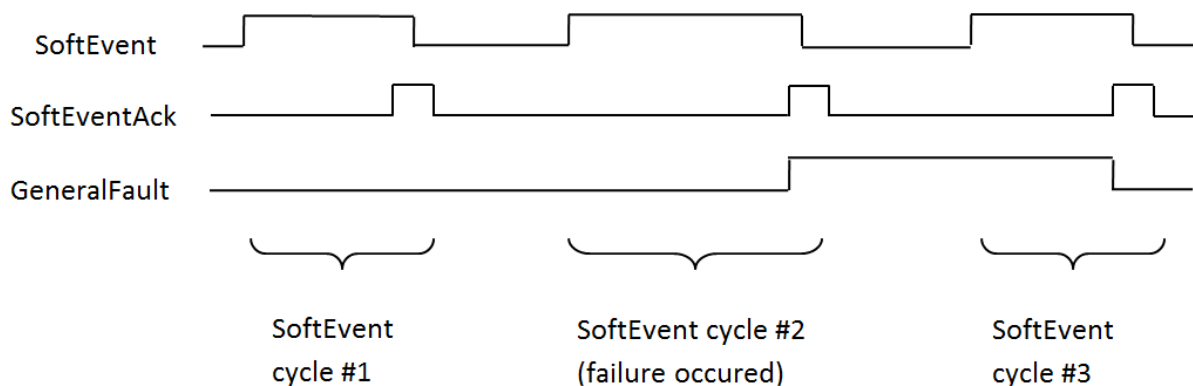 SoftEvent
SoftEventAck
GeneralFault
SoftEvent
cycle #1
SoftEvent cycle #2
(failure occured)
SoftEvent
cycle #3